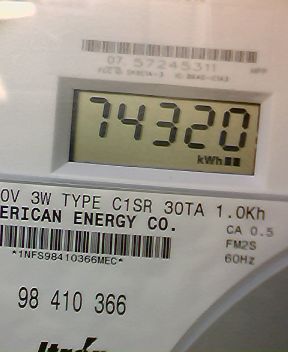 07 57245311
74320
kWh
0V 3W TYPE C1SR 30TA 1.0Kh
ERICAN ENERGY CO.
CA 0.5
FM2S
*1NFS98410366MEC*
60Hz
98 410 366
Itron